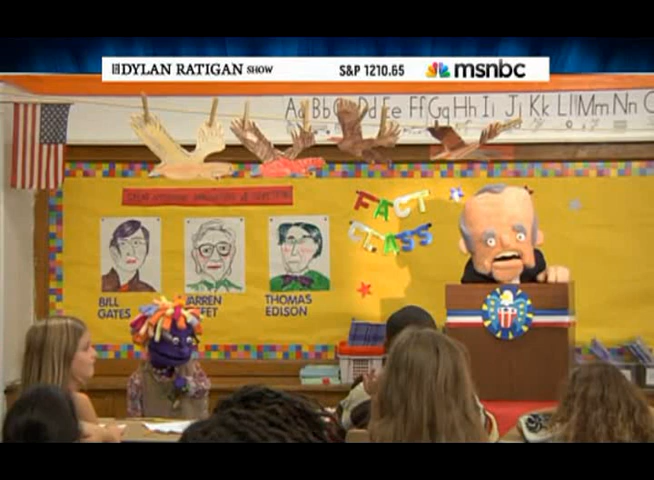 THE DYLAN RATIGAN SHOW S&P 1210.65 msnbc
Aa Bb Dd Ee Ff Gg Hh Ii Jj Kk Ll Mm Nn
FACT
CLASS
BILL
GATES
WARREN
THOMAS
EDISON